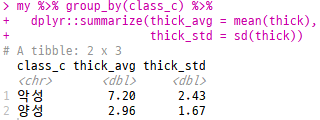 > my %>% group_by(class_c) %>%
+   dplyr::summarize(thick_avg = mean(thick),
+                    thick_std = sd(thick))
# A tibble: 2 x 3
  class_c thick_avg thick_std
  <chr>       <dbl>     <dbl>
1 악성         7.20      2.43
2 양성         2.96      1.67